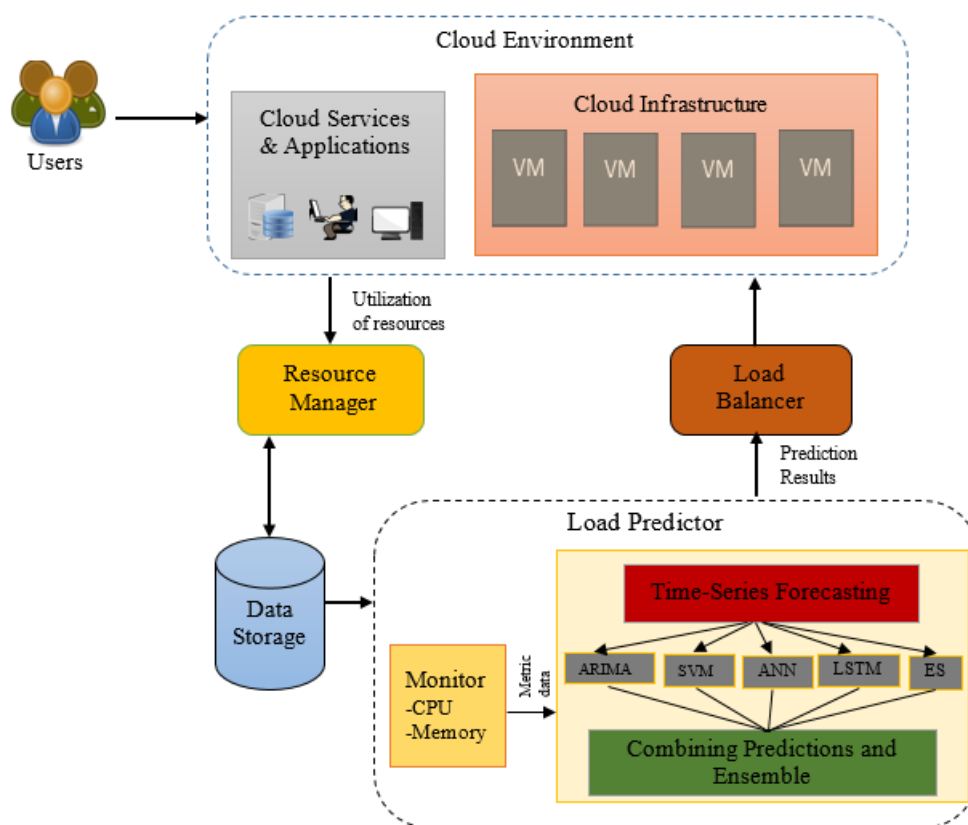 Cloud Environment
Users
Cloud Services
& Applications
Cloud Infrastructure
VM
VM
VM
VM
Utilization
of resources
Resource
Manager
Load
Balancer
Prediction
Results
Data
Storage
Load Predictor
Monitor
-CPU
-Memory
Metric
data
Time-Series Forecasting
ARIMA
SVM
ANN
LSTM
ES
Combining Predictions and
Ensemble